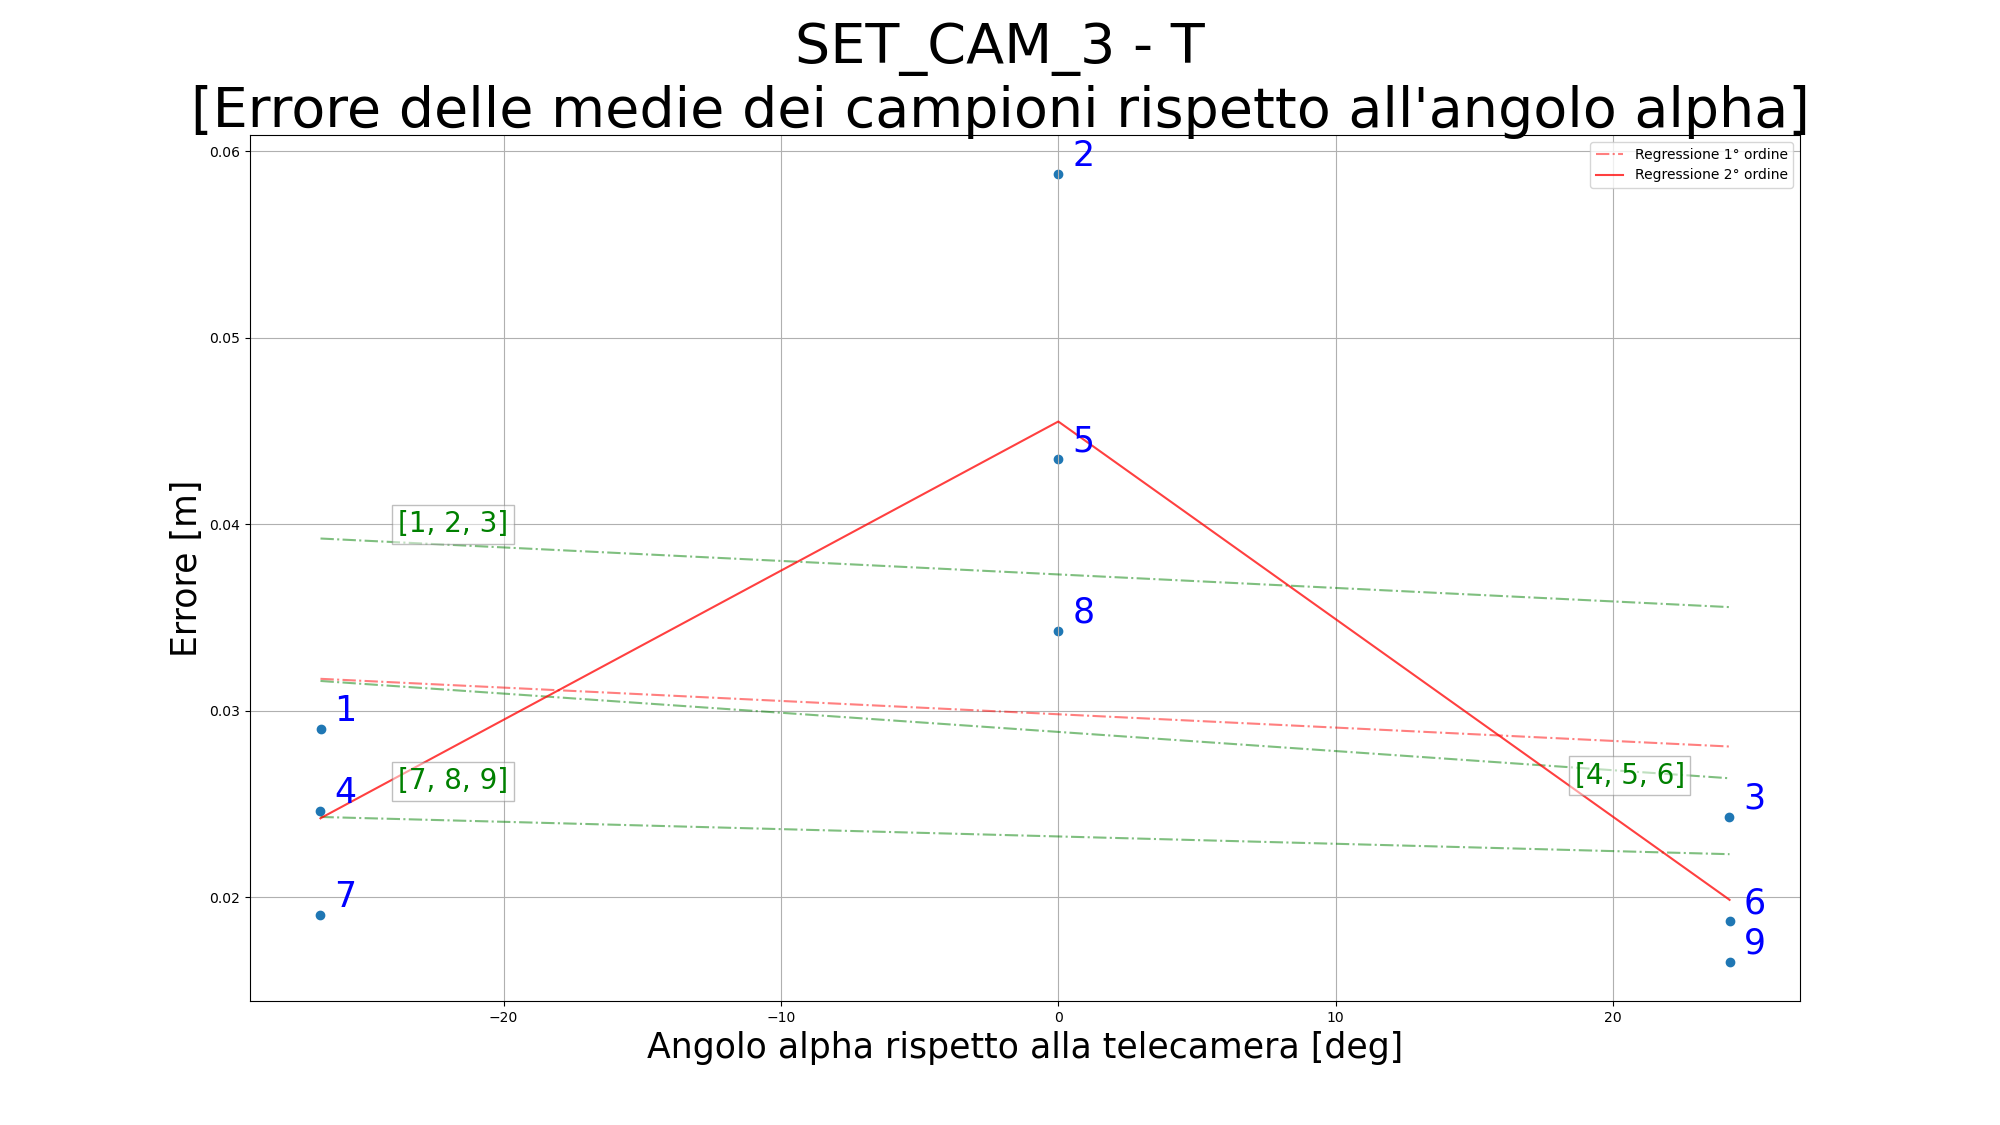 SET_CAM_3 - T
[Errore delle medie dei campioni rispetto all'angolo alpha]
Regressione 1° ordine
Regressione 2° ordine
0.06
0.05
0.04
0.03
0.02
Errore [m]
2
5
[1, 2, 3]
8
1
[7, 8, 9]
[4, 5, 6]
4
3
7
6
9
−20
−10
0
10
20
Angolo alpha rispetto alla telecamera [deg]